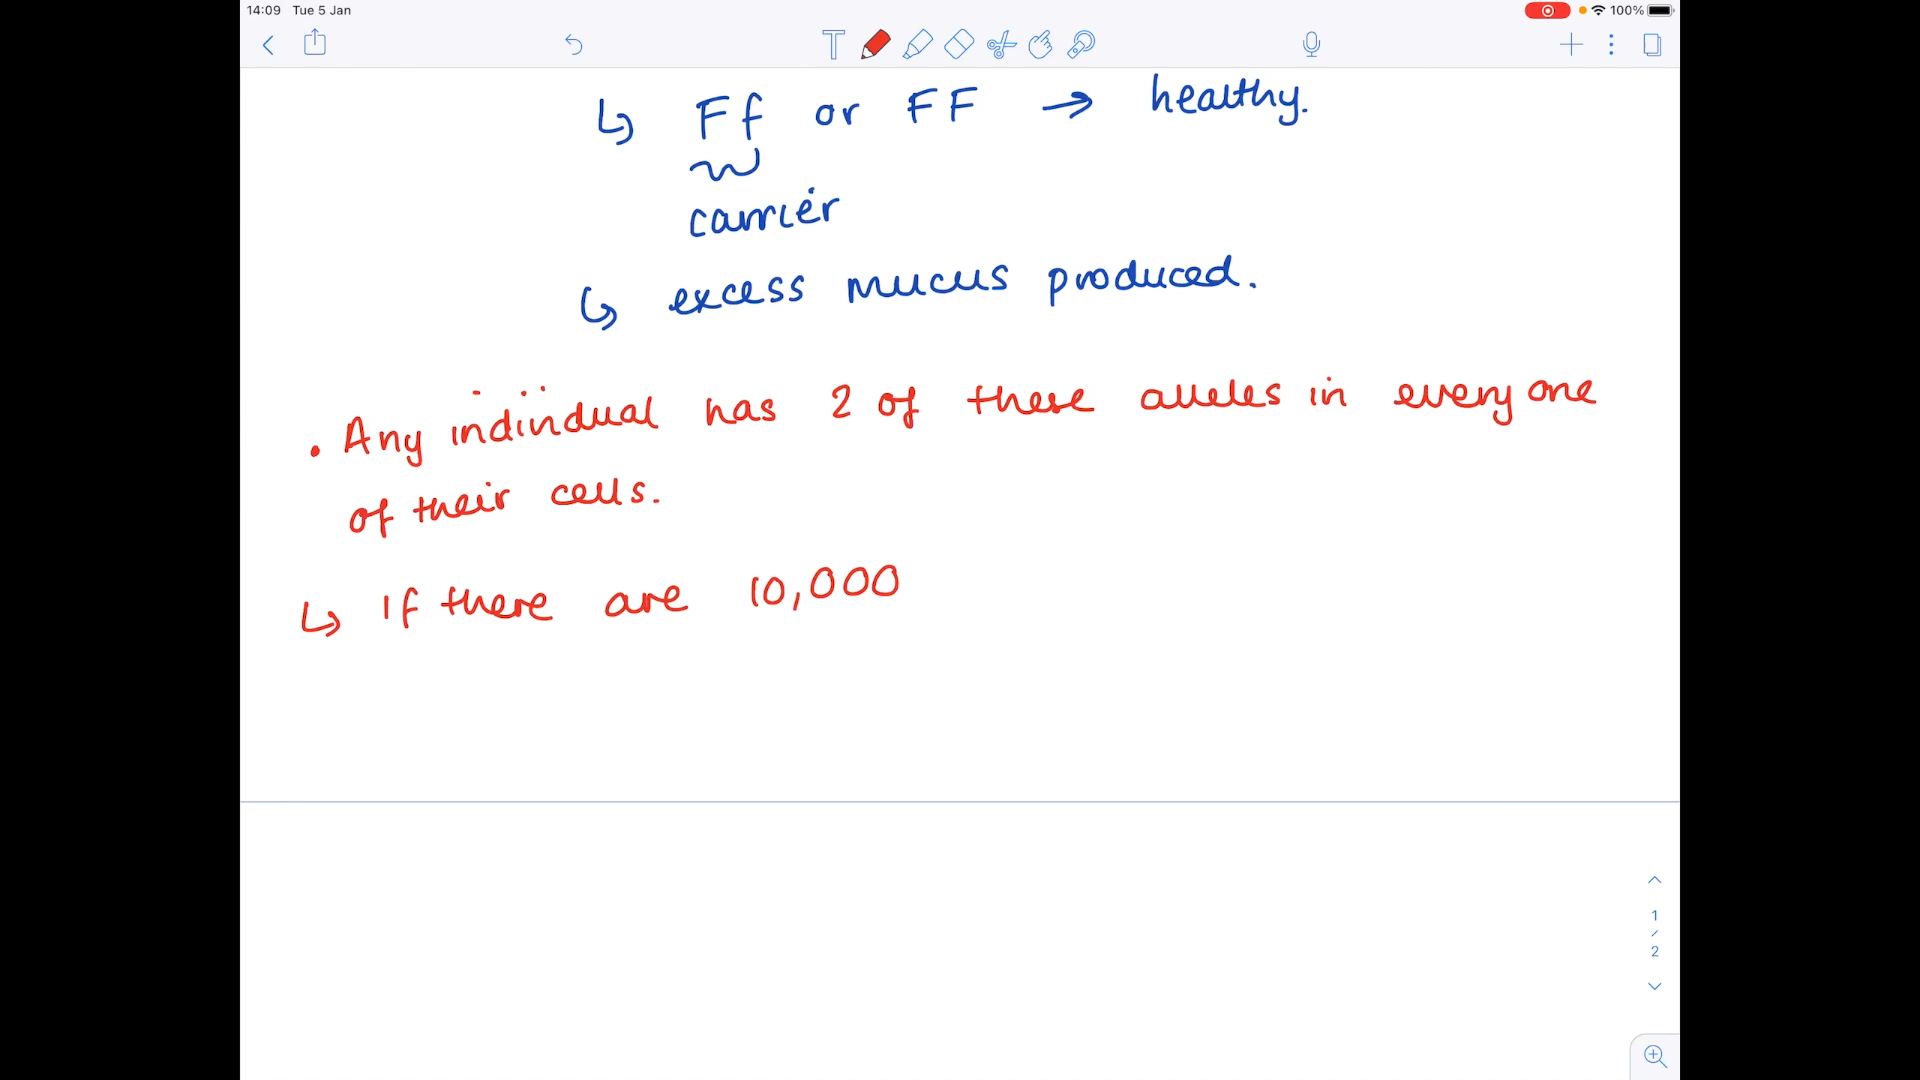 14:09 Tue 5 Jan
100%
↳ Ff or FF → healthy.
carrier
↳ excess mucus produced.
• Any indiindual has 2 of these alleles in every one
of their cells.
↳ If there are 10,000
1
/
2